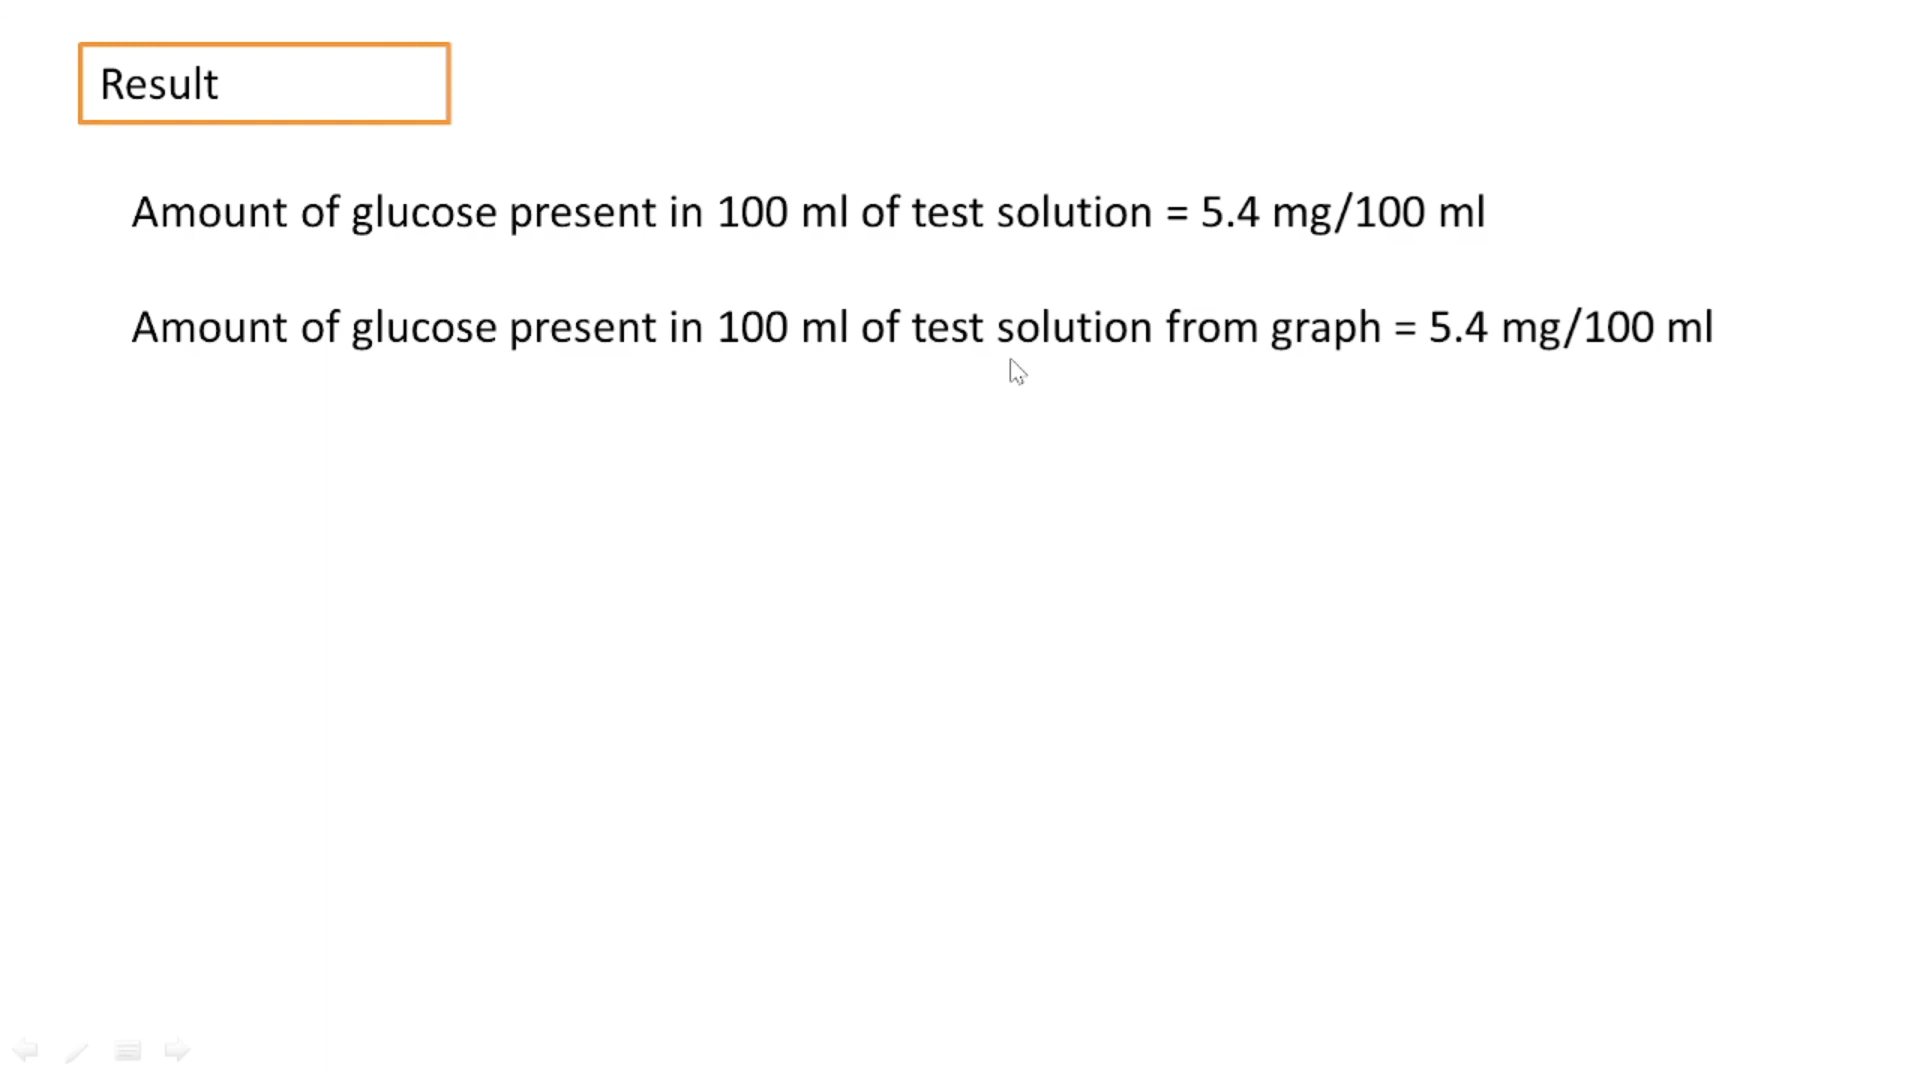 Result
Amount of glucose present in 100 ml of test solution = 5.4 mg/100 ml
Amount of glucose present in 100 ml of test solution from graph = 5.4 mg/100 ml